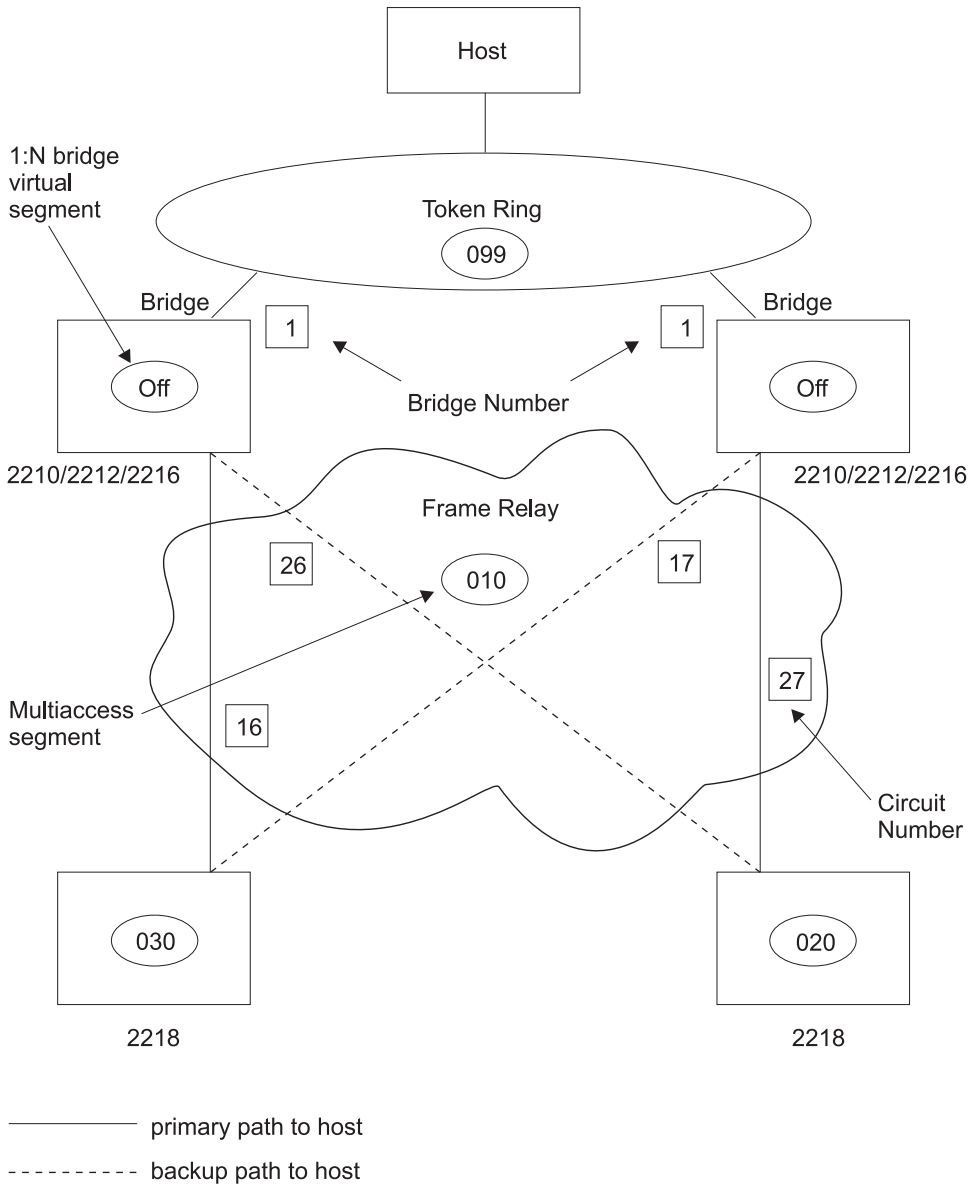 Host
1:N bridge
virtual
segment
Token Ring
099
Bridge
Bridge
1
1
Off
Off
Bridge Number
2210/2212/2216
2210/2212/2216
Frame Relay
26
010
17
27
Multiaccess
segment
16
Circuit
Number
030
020
2218
2218
primary path to host
backup path to host